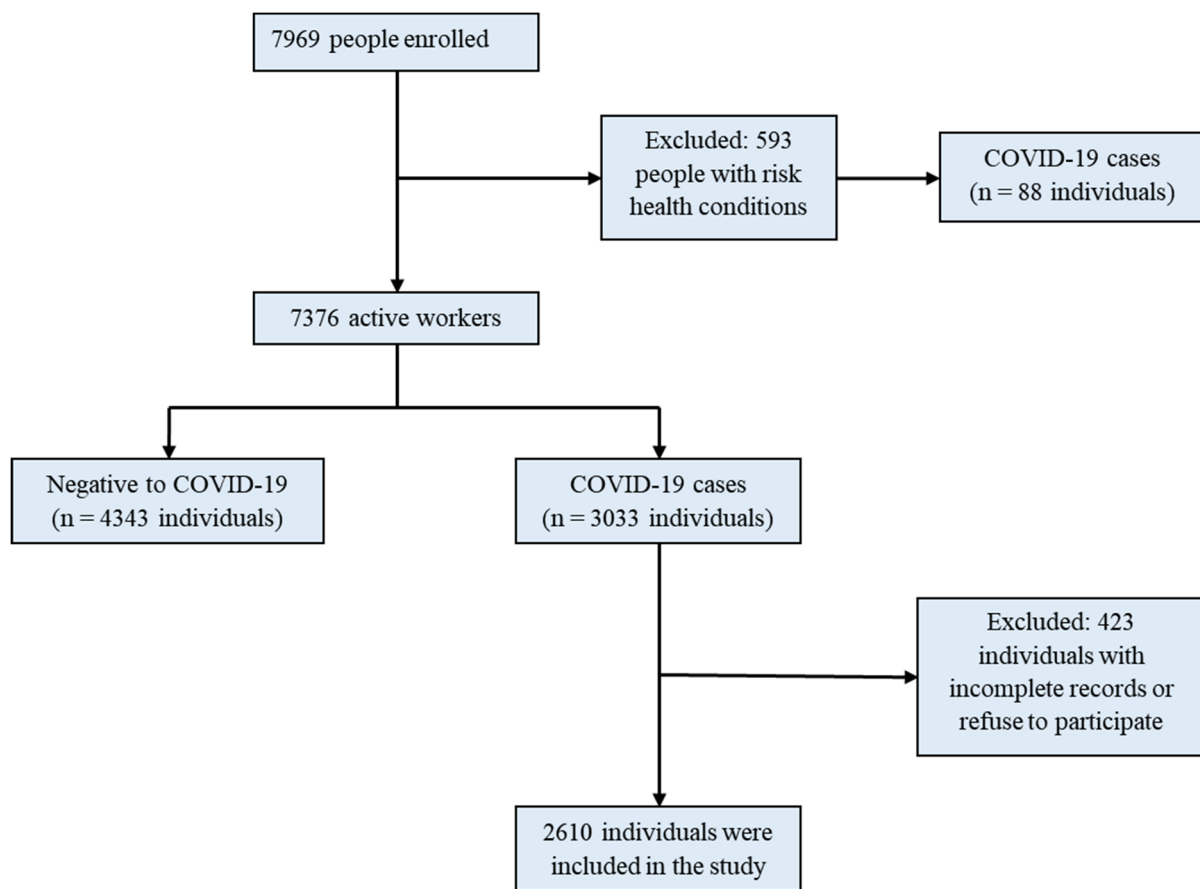 7969 people enrolled
Excluded: 593
people with risk
health conditions
COVID-19 cases
(n = 88 individuals)
7376 active workers
Negative to COVID-19
(n = 4343 individuals)
COVID-19 cases
(n = 3033 individuals)
Excluded: 423
individuals with
incomplete records or
refuse to participate
2610 individuals were
included in the study